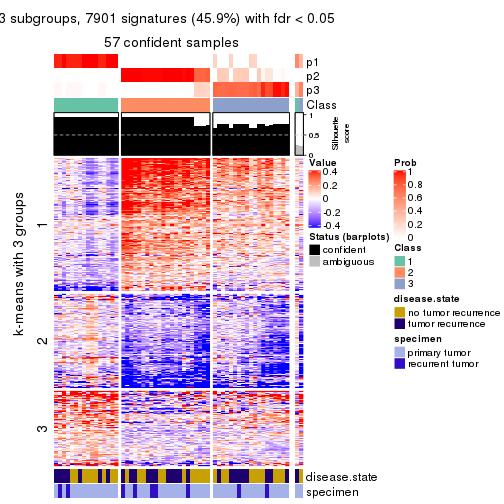 3 subgroups, 7901 signatures (45.9%) with fdr < 0.05
57 confident samples
p1
p2
p3
Class
1
0.5
0
Silhouette
score
k-means with 3 groups
1
2
3
disease.state
specimen
Value
0.4
0.2
0
-0.2
-0.4
Status (barplots)
confident
ambiguous
Prob
1
0.8
0.6
0.4
0.2
0
Class
1
2
3
disease.state
no tumor recurrence
tumor recurrence
specimen
primary tumor
recurrent tumor